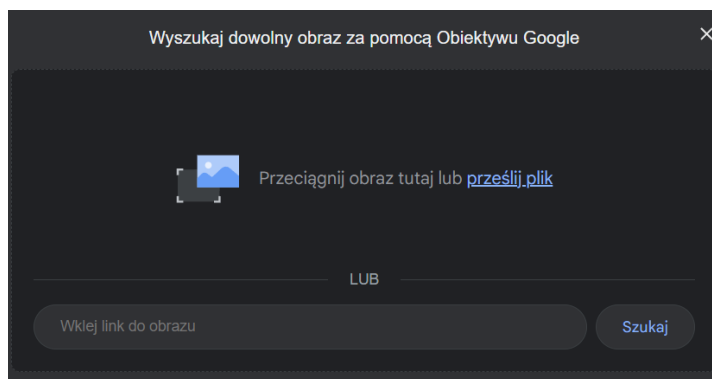 Wyszukaj dowolny obraz za pomocą Obiektywu Google
Przeciągnij obraz tutaj lub prześlij plik
LUB
Wklej link do obrazu
Szukaj